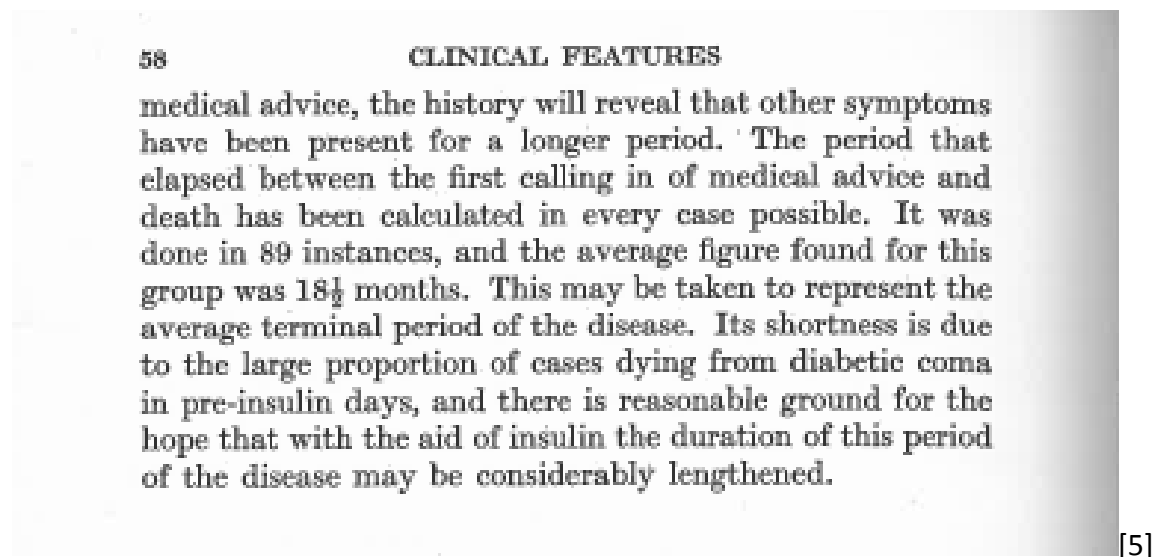 58 CLINICAL FEATURES
medical advice, the history will reveal that other symptoms
have been present for a longer period. The period that
elapsed between the first calling in of medical advice and
death has been calculated in every case possible. It was
done in 89 instances, and the average figure found for this
group was 18½ months. This may be taken to represent the
average terminal period of the disease. Its shortness is due
to the large proportion of cases dying from diabetic coma
in pre-insulin days, and there is reasonable ground for the
hope that with the aid of insulin the duration of this period
of the disease may be considerably lengthened.
[5]